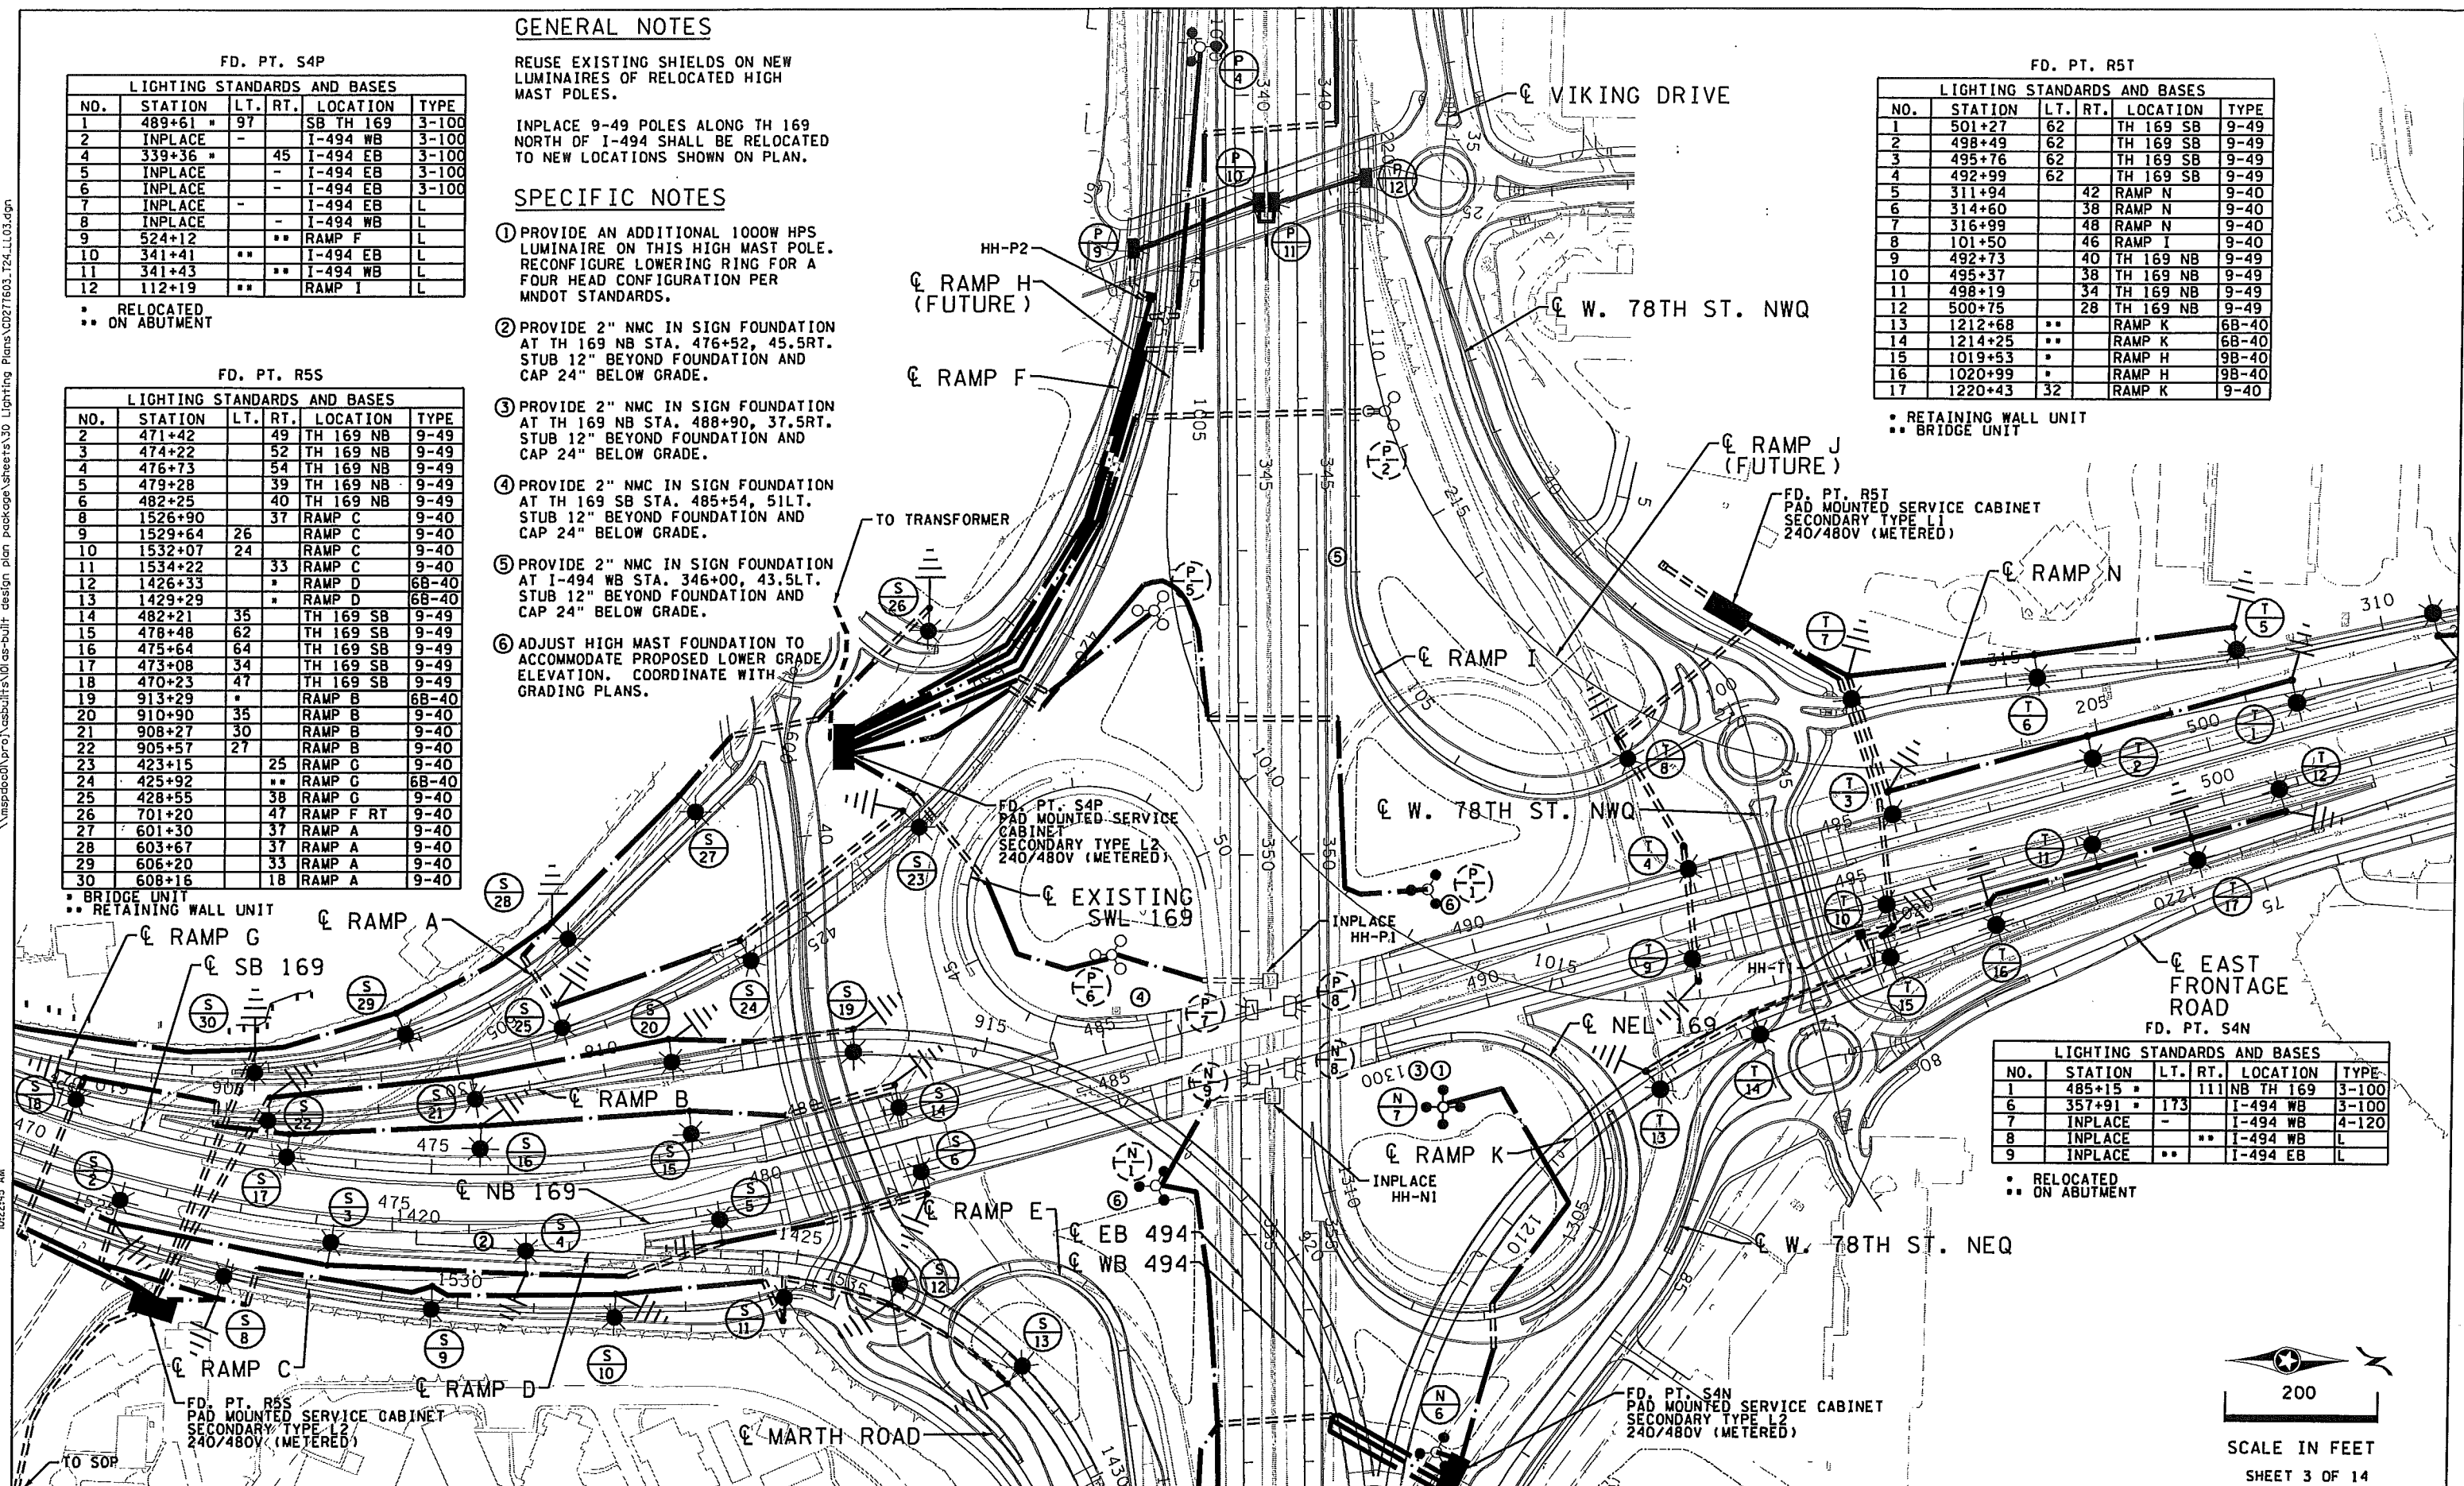 GENERAL NOTES
REUSE EXISTING SHIELDS ON NEW
LUMINAIRES OF RELOCATED HIGH
MAST POLES.
INPLACE 9-49 POLES ALONG TH 169
NORTH OF I-494 SHALL BE RELOCATED
TO NEW LOCATIONS SHOWN ON PLAN.
SPECIFIC NOTES
1 PROVIDE AN ADDITIONAL 1000W HPS
LUMINAIRE ON THIS HIGH MAST POLE.
RECONFIGURE LOWERING RING FOR A
FOUR HEAD CONFIGURATION PER
MNDOT STANDARDS.
2 PROVIDE 2" NMC IN SIGN FOUNDATION
AT TH 169 NB STA. 476+52, 45.5RT.
STUB 12" BEYOND FOUNDATION AND
CAP 24" BELOW GRADE.
3 PROVIDE 2" NMC IN SIGN FOUNDATION
AT TH 169 NB STA. 488+90, 37.5RT.
STUB 12" BEYOND FOUNDATION AND
CAP 24" BELOW GRADE.
4 PROVIDE 2" NMC IN SIGN FOUNDATION
AT TH 169 SB STA. 485+54, 51LT.
STUB 12" BEYOND FOUNDATION AND
CAP 24" BELOW GRADE.
5 PROVIDE 2" NMC IN SIGN FOUNDATION
AT I-494 WB STA. 346+00, 43.5LT.
STUB 12" BEYOND FOUNDATION AND
CAP 24" BELOW GRADE.
6 ADJUST HIGH MAST FOUNDATION TO
ACCOMMODATE PROPOSED LOWER GRADE
ELEVATION. COORDINATE WITH
GRADING PLANS.
FD. PT. S4P
LIGHTING STANDARDS AND BASES
NO. STATION LT. RT. LOCATION TYPE
1 489+61 * 97 SB TH 169 3-100
2 INPLACE - I-494 WB 3-100
4 339+36 * 45 I-494 EB 3-100
5 INPLACE - I-494 EB 3-100
6 INPLACE - I-494 EB 3-100
7 INPLACE - I-494 EB L
8 INPLACE - I-494 WB L
9 524+12 ** RAMP F L
10 341+41 ** I-494 EB L
11 341+43 ** I-494 WB L
12 112+19 ** RAMP I L
* RELOCATED
** ON ABUTMENT
FD. PT. R5S
LIGHTING STANDARDS AND BASES
NO. STATION LT. RT. LOCATION TYPE
2 471+42 49 TH 169 NB 9-49
3 474+22 52 TH 169 NB 9-49
4 476+73 54 TH 169 NB 9-49
5 479+28 39 TH 169 NB 9-49
6 482+25 40 TH 169 NB 9-49
8 1526+90 37 RAMP C 9-40
9 1529+64 26 RAMP C 9-40
10 1532+07 24 RAMP C 9-40
11 1534+22 33 RAMP C 9-40
12 1426+33 * RAMP D 6B-40
13 1429+29 * RAMP D 6B-40
14 482+21 35 TH 169 SB 9-49
15 478+48 62 TH 169 SB 9-49
16 475+64 64 TH 169 SB 9-49
17 473+08 34 TH 169 SB 9-49
18 470+23 47 TH 169 SB 9-49
19 913+29 * RAMP B 6B-40
20 910+90 35 RAMP B 9-40
21 908+27 30 RAMP B 9-40
22 905+57 27 RAMP B 9-40
23 423+15 25 RAMP G 9-40
24 425+92 ** RAMP G 6B-40
25 428+55 38 RAMP G 9-40
26 701+20 47 RAMP F RT 9-40
27 601+30 37 RAMP A 9-40
28 603+67 37 RAMP A 9-40
29 606+20 33 RAMP A 9-40
30 608+16 18 RAMP A 9-40
* BRIDGE UNIT
** RETAINING WALL UNIT
FD. PT. R5T
LIGHTING STANDARDS AND BASES
NO. STATION LT. RT. LOCATION TYPE
1 501+27 62 TH 169 SB 9-49
2 498+49 62 TH 169 SB 9-49
3 495+76 62 TH 169 SB 9-49
4 492+99 62 TH 169 SB 9-49
5 311+94 42 RAMP N 9-40
6 314+60 38 RAMP N 9-40
7 316+99 48 RAMP N 9-40
8 101+50 46 RAMP I 9-40
9 492+73 40 TH 169 NB 9-49
10 495+37 38 TH 169 NB 9-49
11 498+19 34 TH 169 NB 9-49
12 500+75 28 TH 169 NB 9-49
13 1212+68 ** RAMP K 6B-40
14 1214+25 ** RAMP K 6B-40
15 1019+53 * RAMP H 9B-40
16 1020+99 * RAMP H 9B-40
17 1220+43 32 RAMP K 9-40
* RETAINING WALL UNIT
** BRIDGE UNIT
FD. PT. S4N
LIGHTING STANDARDS AND BASES
NO. STATION LT. RT. LOCATION TYPE
1 485+15 * 111 NB TH 169 3-100
6 357+91 * 173 I-494 WB 3-100
7 INPLACE - I-494 WB 4-120
8 INPLACE ** I-494 WB L
9 INPLACE ** I-494 EB L
* RELOCATED
** ON ABUTMENT
℄ VIKING DRIVE
HH-P2
℄ RAMP H
(FUTURE)
℄ RAMP F
℄ W. 78TH ST. NWQ
℄ RAMP J
(FUTURE)
FD. PT. R5T
PAD MOUNTED SERVICE CABINET
SECONDARY TYPE L1
240/480V (METERED)
TO TRANSFORMER
℄ RAMP N
℄ RAMP I
℄ W. 78TH ST. NWQ
FD. PT. S4P
PAD MOUNTED SERVICE
CABINET
SECONDARY TYPE L2
240/480V (METERED)
℄ EXISTING
SWL 169
INPLACE
HH-P1
℄ RAMP A
℄ RAMP G
℄ SB 169
HH-T1
℄ EAST
FRONTAGE
ROAD
℄ NEL 169
℄ RAMP B
℄ RAMP K
INPLACE
HH-N1
℄ NB 169
℄ RAMP E
℄ EB 494
℄ WB 494
℄ W. 78TH ST. NEQ
℄ RAMP C
℄ RAMP D
℄ MARTH ROAD
FD. PT. R5S
PAD MOUNTED SERVICE CABINET
SECONDARY TYPE L2
240/480V (METERED)
TO SOP
FD. PT. S4N
PAD MOUNTED SERVICE CABINET
SECONDARY TYPE L2
240/480V (METERED)
200
SCALE IN FEET
SHEET 3 OF 14